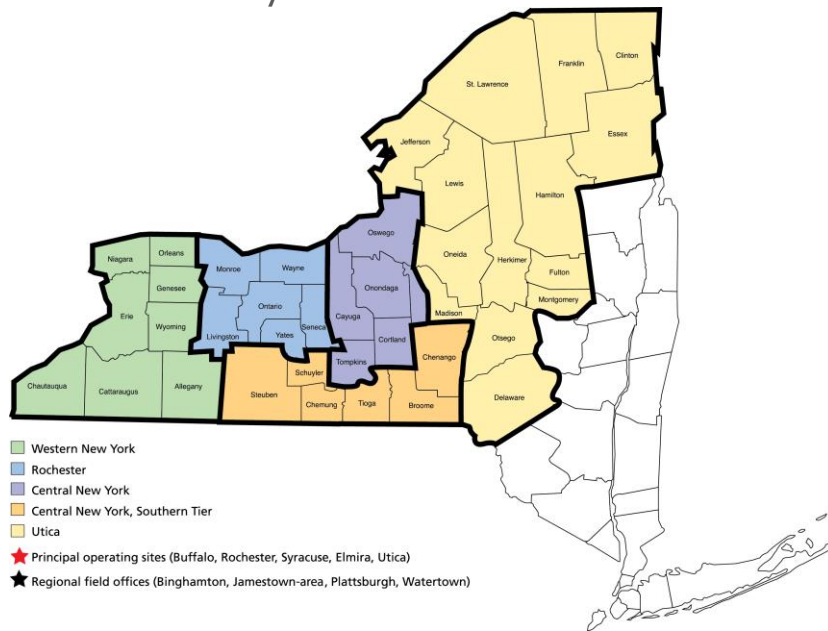 St. Lawrence
Franklin
Clinton
Essex
Jefferson
Lewis
Hamilton
Oswego
Oneida
Herkimer
Fulton
Montgomery
Niagara
Orleans
Monroe
Wayne
Genesee
Onondaga
Erie
Ontario
Cayuga
Madison
Wyoming
Seneca
Livingston
Yates
Cortland
Otsego
Tompkins
Chenango
Schuyler
Chautauqua
Cattaraugus
Allegany
Steuben
Chemung
Tioga
Broome
Delaware
Western New York
Rochester
Central New York
Central New York, Southern Tier
Utica
Principal operating sites (Buffalo, Rochester, Syracuse, Elmira, Utica)
Regional field offices (Binghamton, Jamestown-area, Plattsburgh, Watertown)